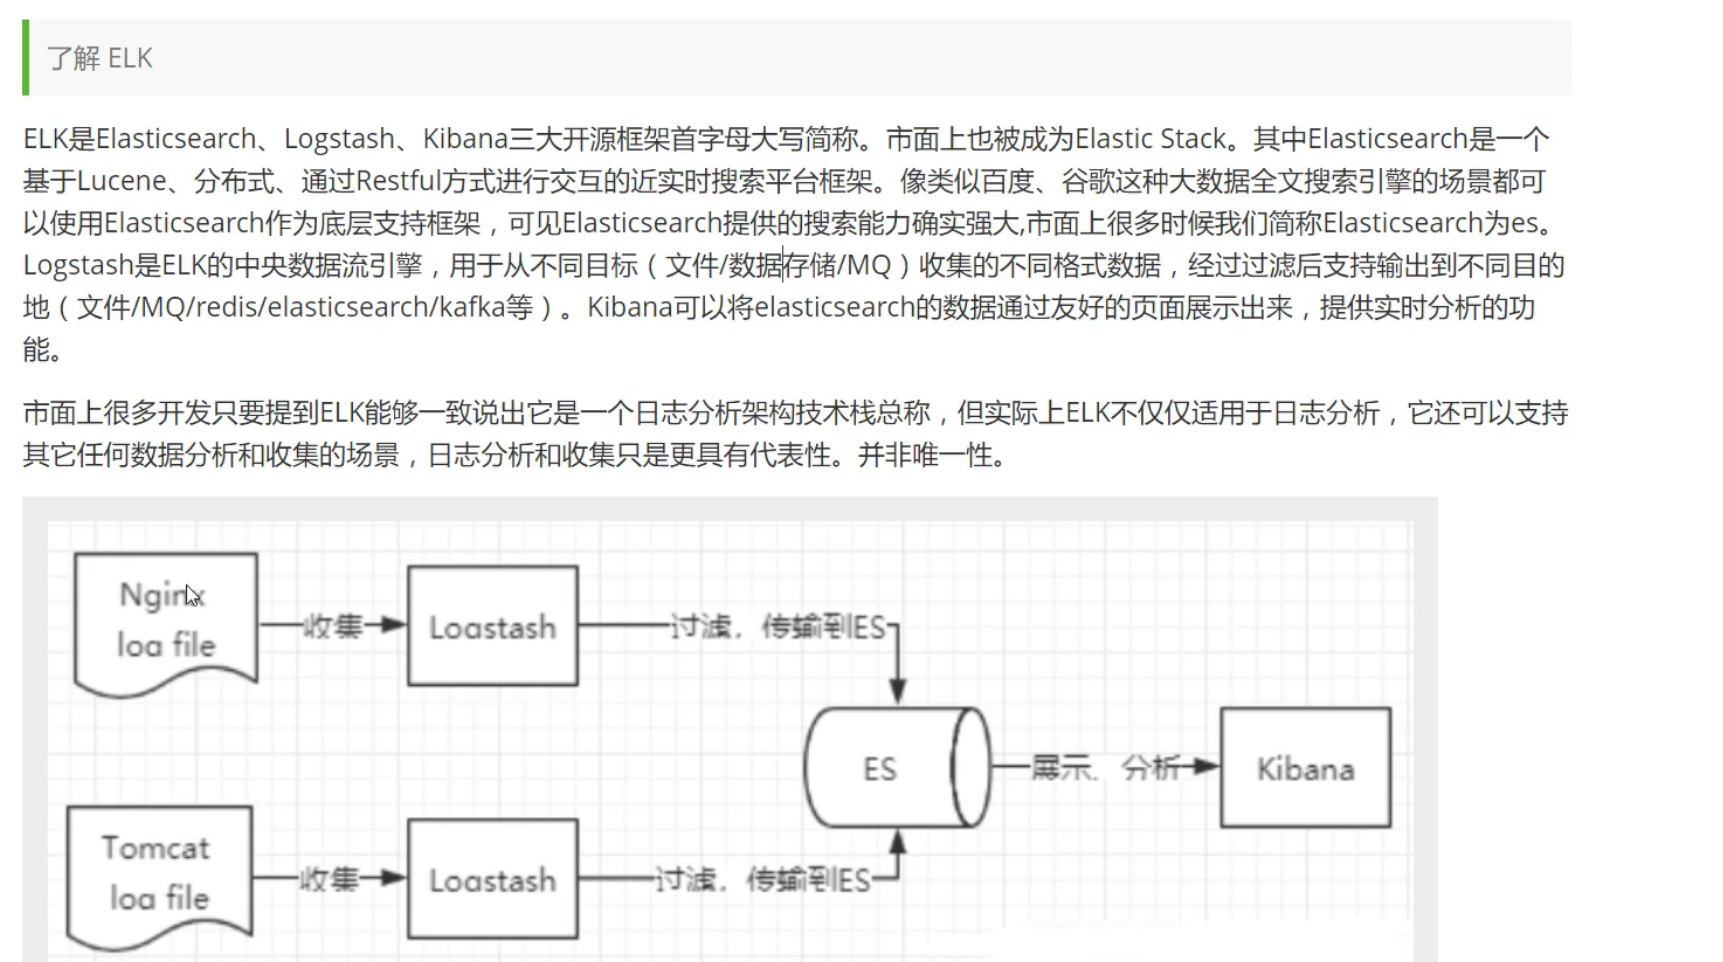 了解 ELK
ELK是Elasticsearch、Logstash、Kibana三大开源框架首字母大写简称。市面上也被成为Elastic Stack。其中Elasticsearch是一个
基于Lucene、分布式、通过Restful方式进行交互的近实时搜索平台框架。像类似百度、谷歌这种大数据全文搜索引擎的场景都可
以使用Elasticsearch作为底层支持框架，可见Elasticsearch提供的搜索能力确实强大,市面上很多时候我们简称Elasticsearch为es。
Logstash是ELK的中央数据流引擎，用于从不同目标（文件/数据存储/MQ）收集的不同格式数据，经过过滤后支持输出到不同目的
地（文件/MQ/redis/elasticsearch/kafka等）。Kibana可以将elasticsearch的数据通过友好的页面展示出来，提供实时分析的功
能。
市面上很多开发只要提到ELK能够一致说出它是一个日志分析架构技术栈总称，但实际上ELK不仅仅适用于日志分析，它还可以支持
其它任何数据分析和收集的场景，日志分析和收集只是更具有代表性。并非唯一性。
Nginx
log file
收集
Logstash
过滤，传输到ES
ES
展示、分析
Kibana
Tomcat
log file
收集
Logstash
过滤，传输到ES